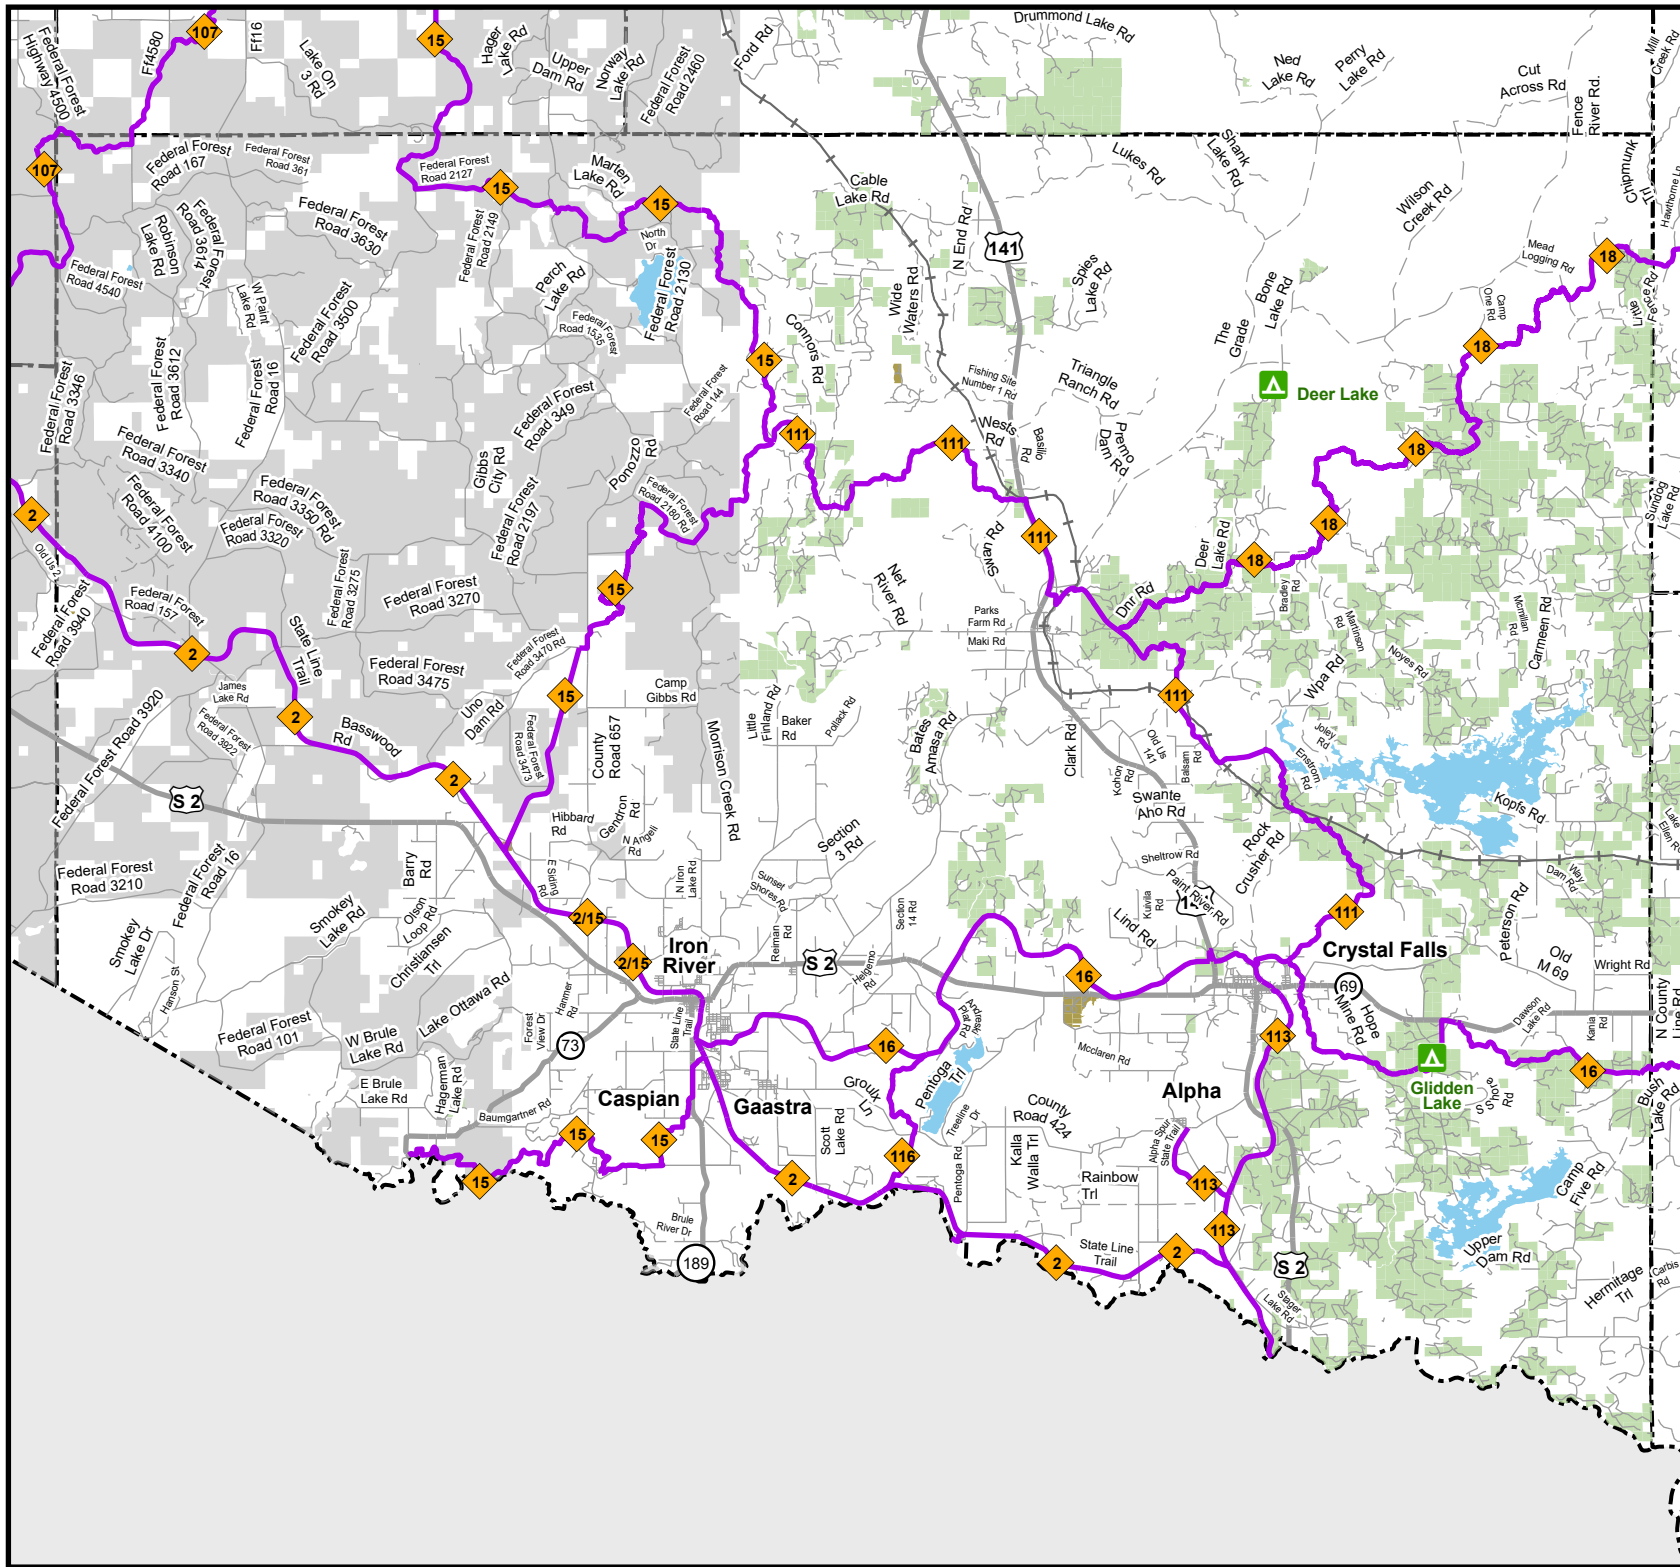 107
15
Federal Forest
Highway 4500
Ff4580
Ff16
Lake On
3 Rd
Hager
Lake Rd
Upper
Dam Rd
Norway
Lake Rd
Federal Forest
Road 2460
Ford Rd
Drummond Lake Rd
Ned
Lake Rd
Perry
Lake Rd
Cut
Across Rd
Fence
River Rd.
Mill
Creek Rd
107
Federal Forest
Road 167
Federal Forest
Road 361
Federal Forest
Road 2127
15
Marten
Lake Rd
15
Cable
Lake Rd
Lukes Rd
Shank
Lake Rd
Wilson
Creek Rd
Chipmunk
Trl
Hawthorne Ln
Robinson
Lake Rd
Federal Forest
Road 3614
Federal Forest
Road 3630
Federal Forest
Road 2149
North
Dr
Federal Forest
Road 2130
N End Rd
141
Mead
Logging Rd
18
Federal Forest
Road 4540
W Paint
Lake Rd
Federal Forest
Road 3500
Perch
Lake Rd
Federal Forest
Road 1535
Wide
Waters Rd
Spies
Lake Rd
The
Grade
Bone
Lake Rd
Camp
One Rd
Little
Fence Rd
18
Federal Forest
Road 3346
Federal Forest
Road 3612
Federal Forest
Road 16
Federal Forest
Road 349
Federal Forest
Road 144
15
Connors Rd
Fishing Site
Number 1 Rd
Triangle
Ranch Rd
Deer Lake
Federal Forest
Road 3340
Federal Forest
Road 4100
Federal Forest
Road 3350 Rd
Federal Forest
Road 3320
Gibbs
City Rd
Ponozzo
Rd
111
111
Wests
Rd
Basilio
Rd
Premo
Dam Rd
18
2
Old Us 2
Federal Forest
Road 2197
Federal Forest
Road 2180 Rd
Swan Rd
111
Deer
Lake Rd
18
18
Sundog
Lake Rd
Federal Forest
Road 3940
Federal Forest
Road 157
Federal Forest
Road 3275
Federal Forest
Road 3270
15
Net
River Rd
Parks
Farm Rd
Maki Rd
Dnr Rd
Bradley
Rd
Martinson
Rd
Mcmillan
Rd
Carmeen Rd
2
State Line
Trail
Federal Forest
Road 3475
Federal Forest
Road 3470 Rd
Noyes Rd
Wpa Rd
James
Lake Rd
Federal Forest
Road 3922
2
Basswood
Rd
Uno
Dam Rd
15
Camp
Gibbs Rd
Little
Finland Rd
Baker
Rd
Pollack Rd
Bates
Amasa Rd
111
Federal Forest Road 3920
S 2
2
Federal Forest
Road 3473
County
Road 657
Morrison Creek Rd
Clark Rd
Old Us
141
Kohon
Rd
Balsam
Rd
Joley
Rd
Enstrom
Rd
Kopfs Rd
Hibbard
Rd
Gendron
Rd
N Angeli
Rd
Section
3 Rd
Swante
Aho Rd
Rock
Crusher Rd
Lake
Ellen Rd
Federal Forest
Road 3210
Federal Forest
Road 16
Barry
Rd
E Siding
Rd
N Iron
Lake Rd
Sunset
Shores Rd
Sheltrow Rd
Paint River Rd
Way
Dam Rd
Smokey
Lake Dr
Smokey
Lake Rd
Olson
Loop Rd
Christiansen
Trl
2/15
2/15
Iron
River
Reiman
Rd
S 2
Section
14 Rd
Helgemo
Rd
Kuivila
Rd
Lind Rd
111
Crystal Falls
Peterson Rd
Old
M 69
Wright Rd
Hanson St
Lake Ottawa Rd
Hanmer
Rd
16
69
Hope
Mine Rd
Dawson
Lake Rd
Kania
Rd
N County
Line Rd
Federal Forest
Road 101
W Brule
Lake Rd
Forest
View Dr
73
State Line
Trail
16
Andreski
Plat Rd
Mcclaren Rd
113
16
E Brule
Lake Rd
Hagerman
Lake Rd
Baumgartner Rd
Caspian
Gaastra
Groulx
Ln
Pentoga
Trl
Alpha
Glidden
Lake
S Shore
Bush
Lake Rd
15
15
Scott
Lake Rd
Treeline
Dr
County
Road 424
Kalla
Walla Trl
Alpha Spur
State Trail
15
2
116
Pentoga Rd
Rainbow
Trl
113
Camp
Five Rd
Brule
River Dr
189
2
State Line
Trail
2
113
S 2
Upper
Dam Rd
Stager
Lake Rd
Hermitage
Trl
Carbis
Rd